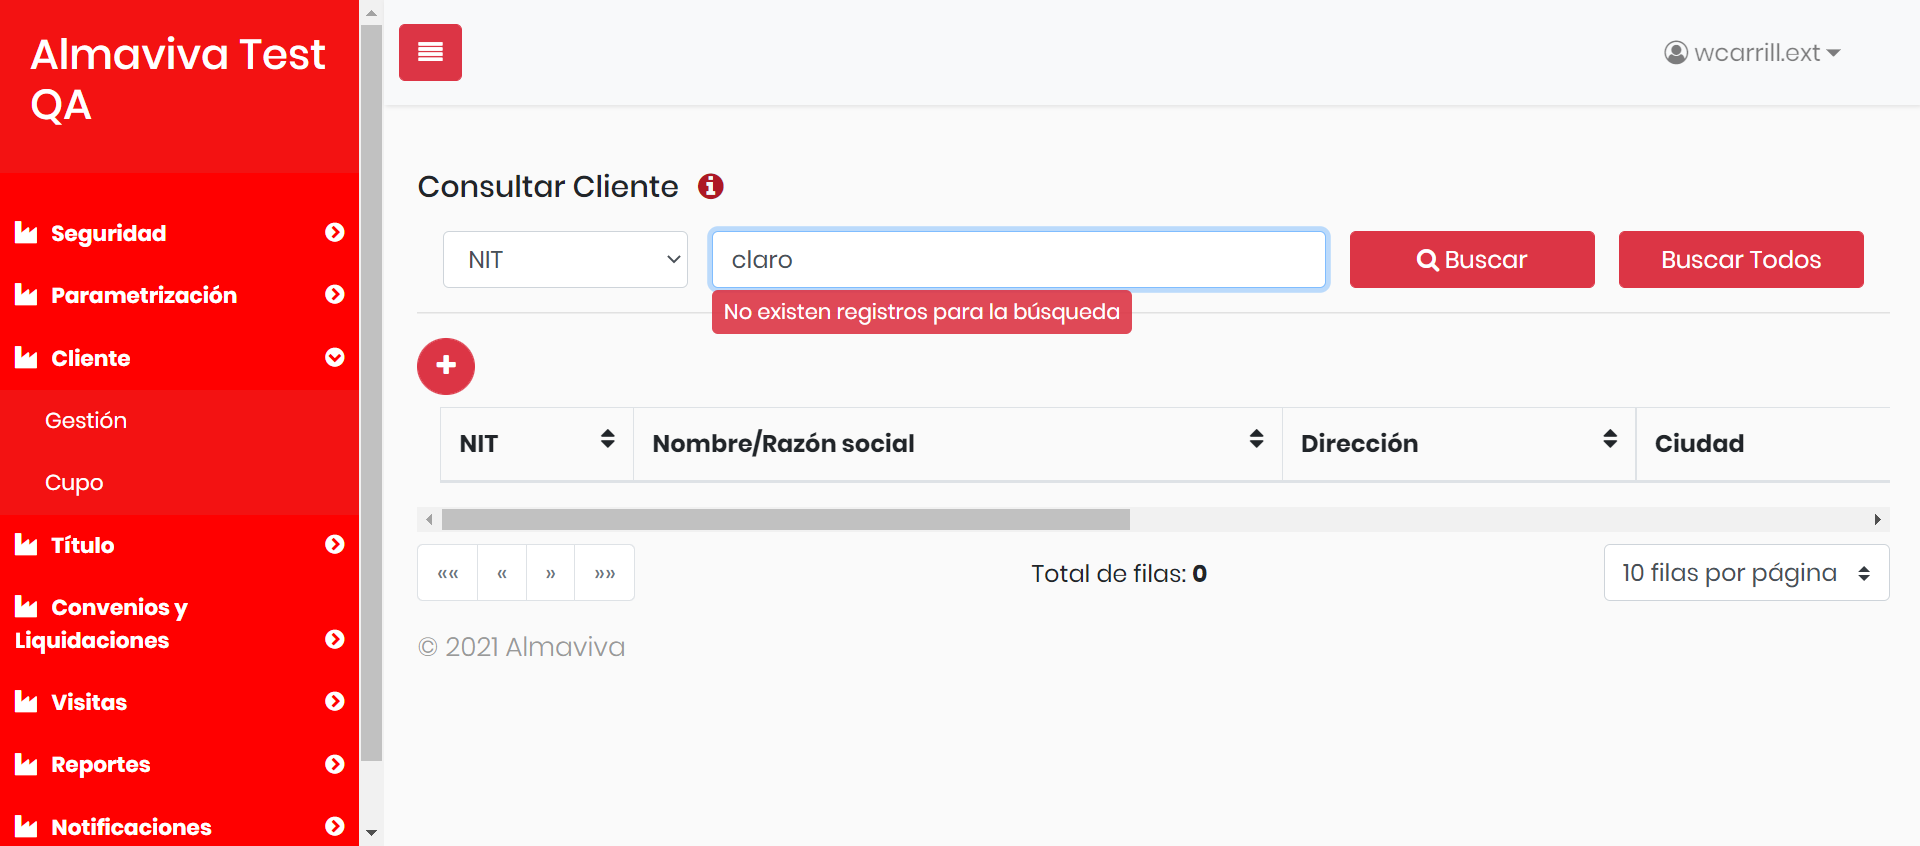 Almaviva Test
QA
wcarrill.ext
Consultar Cliente
NIT
claro
Buscar
Buscar Todos
No existen registros para la búsqueda
Seguridad
Parametrización
Cliente
Gestión
Cupo
Título
Convenios y
Liquidaciones
Visitas
Reportes
Notificaciones
NIT
Nombre/Razón social
Dirección
Ciudad
««
«
»
»»
Total de filas: 0
10 filas por página
© 2021 Almaviva